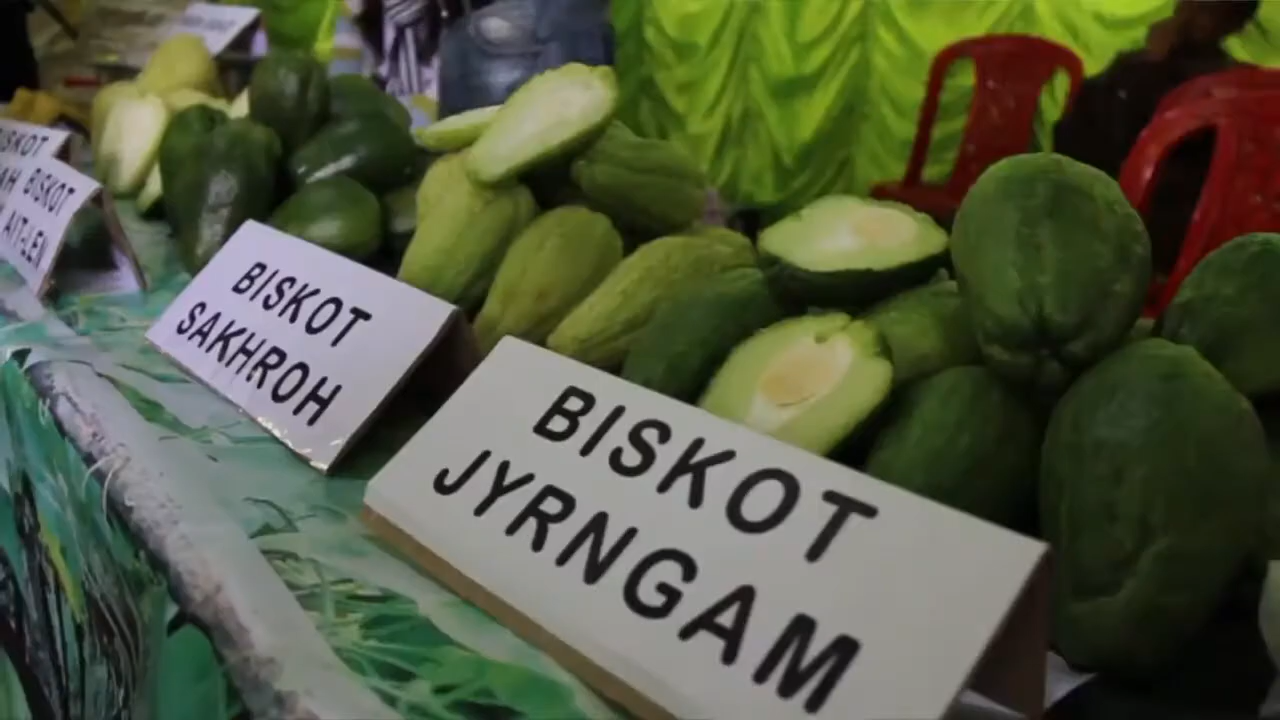 BISKOT
BISKOT
AIT-LEN
BISKOT
SAKHROH
BISKOT
JYRNGAM